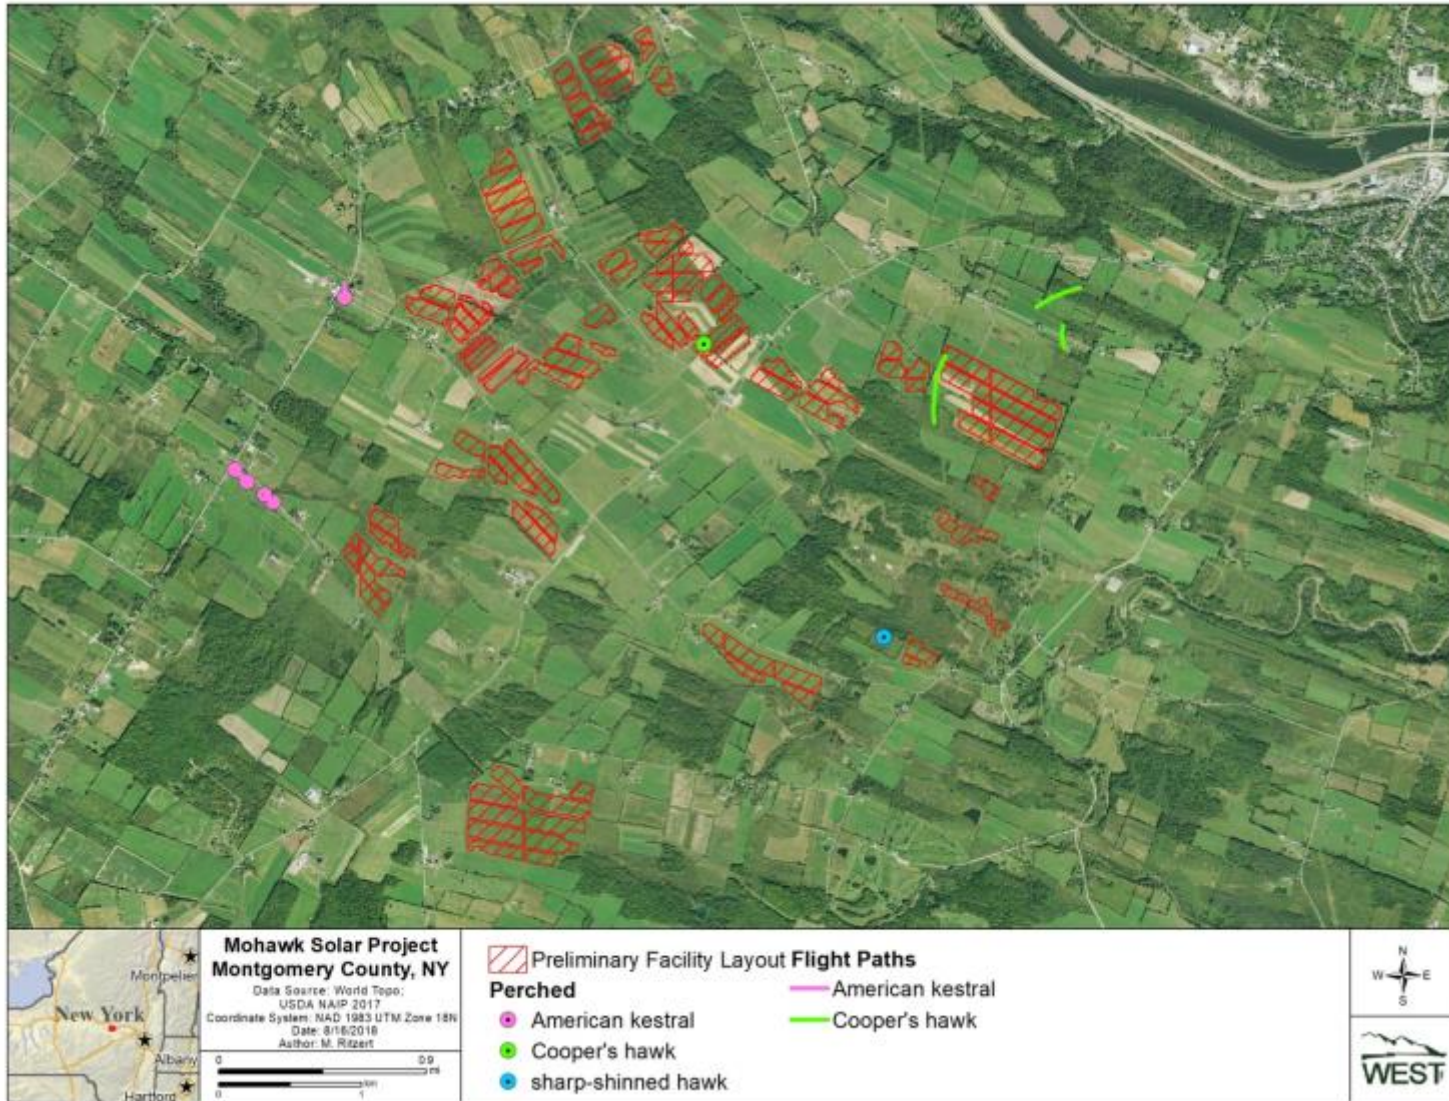 Mohawk Solar Project
Montgomery County, NY
Data Source: World Topo;
USDA NAIP 2017
Coordinate System: NAD 1983 UTM Zone 18N
Date: 8/16/2018
Author: M. Ritzert
0 0.9
mi
km
0 1
Montpelier
New York
Albany
Hartford
Preliminary Facility Layout Flight Paths
Perched
American kestral
American kestral
Cooper's hawk
Cooper's hawk
sharp-shinned hawk
N
W E
S
WEST